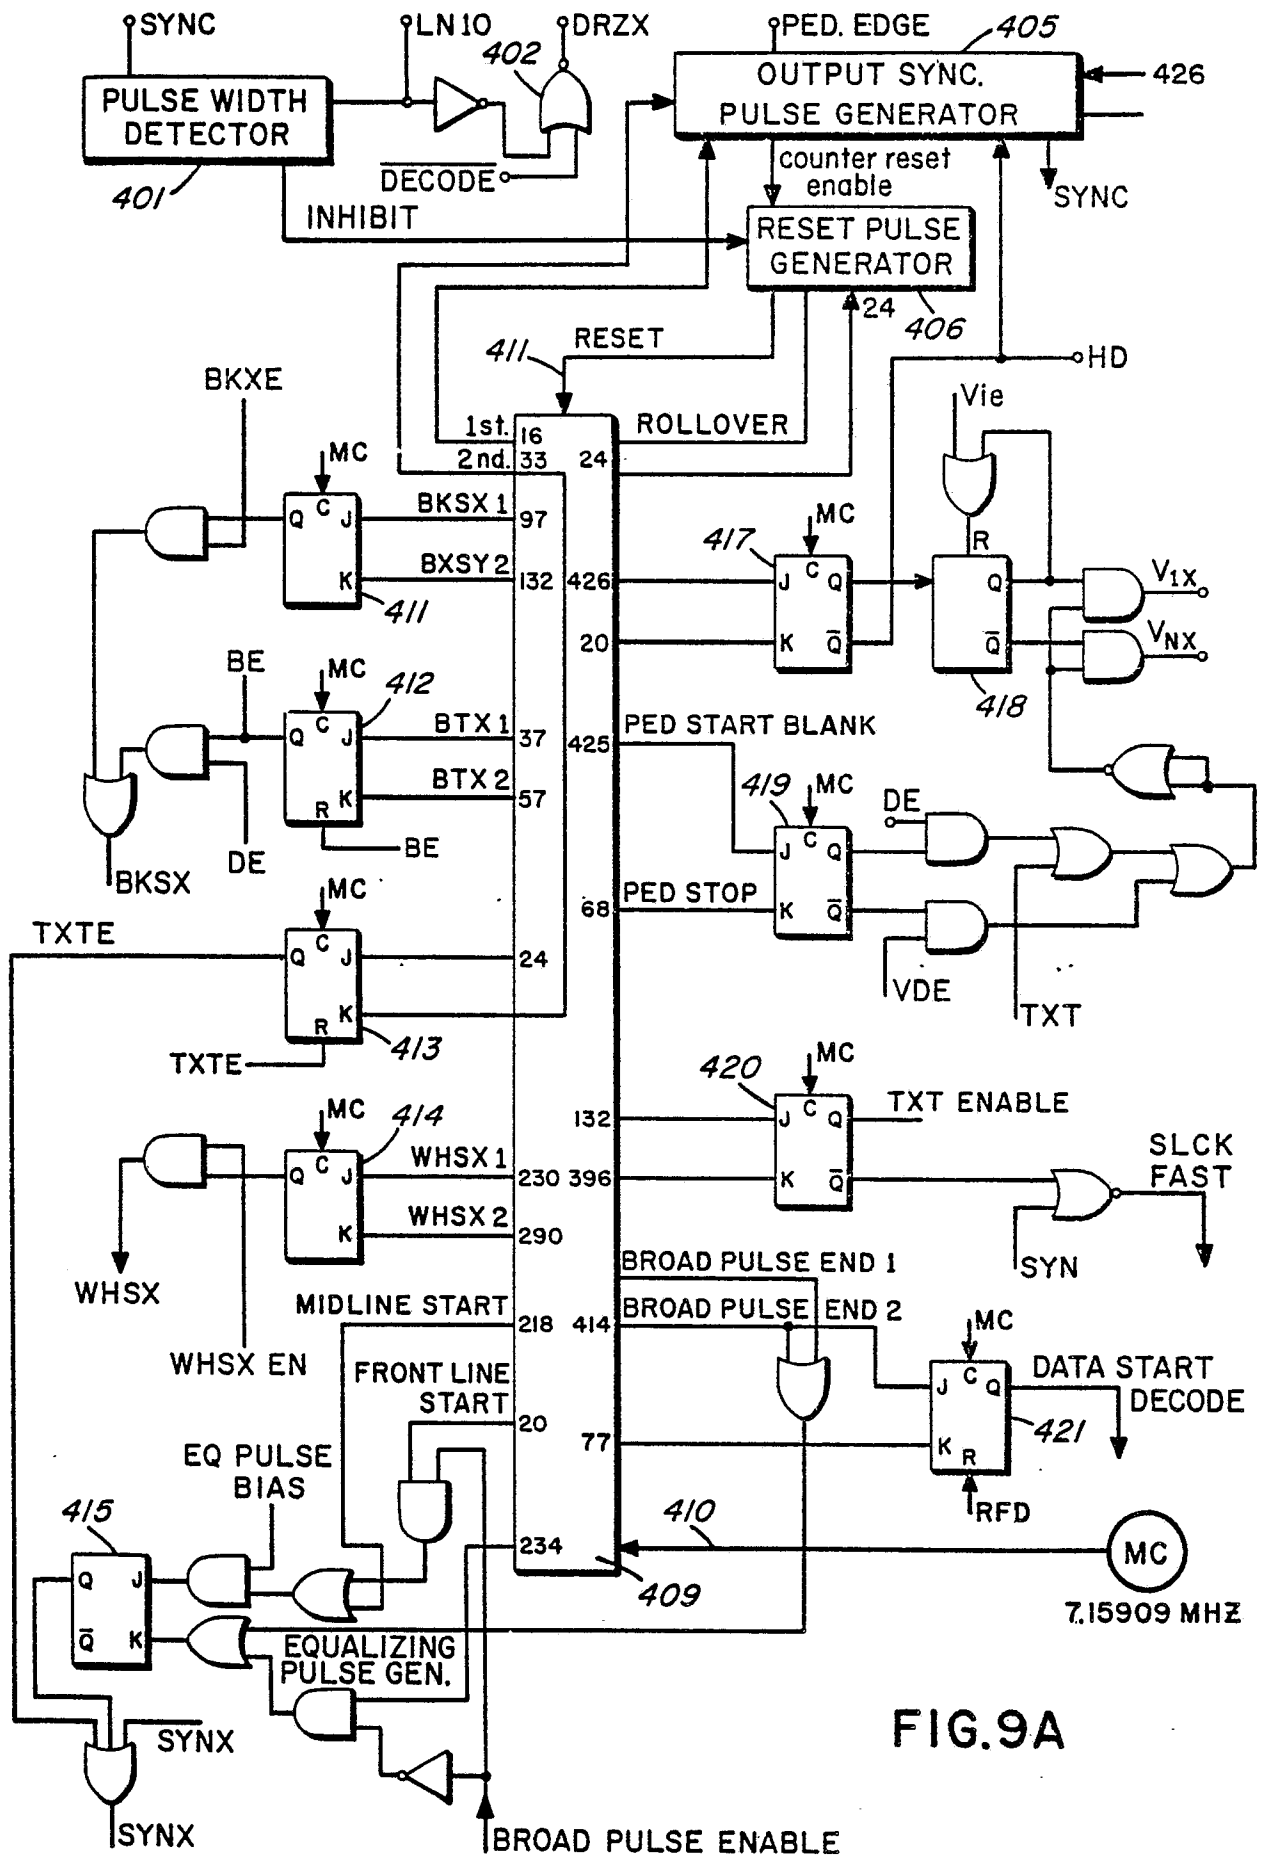 SYNC
LN10
DRZX
PED. EDGE
405
402
PULSE WIDTH
DETECTOR
401
OUTPUT SYNC.
PULSE GENERATOR
426
DECODE
counter reset
enable
SYNC
INHIBIT
RESET PULSE
GENERATOR
24
406
RESET
411
HD
BKXE
Vie
1st.
16
ROLLOVER
2nd.
33
24
MC
Q
C
J
K
BKSX 1
97
BXSY 2
132
411
417
MC
426
J
C
Q
20
K
Q
R
Q
Q
418
V1X
VNX
BE
MC
412
Q
C
J
R
K
BTX 1
37
BTX 2
57
BE
DE
BKSX
PED START BLANK
425
419
MC
J
C
Q
K
Q
DE
PED STOP
68
VDE
TXT
TXTE
MC
Q
C
J
R
K
24
413
TXTE
420
MC
132
J
C
Q
TXT ENABLE
396
K
Q
SLCK
FAST
SYN
MC
414
Q
C
J
K
WHSX 1
230
WHSX 2
290
WHSX
WHSX EN
BROAD PULSE END 1
MIDLINE START
218
414
BROAD PULSE END 2
MC
J
C
Q
K
R
DATA START
DECODE
421
RFD
FRONT LINE
START
20
77
EQ PULSE
BIAS
415
Q
J
Q
K
234
409
410
MC
7.15909 MHZ
EQUALIZING
PULSE GEN.
SYNX
SYNX
BROAD PULSE ENABLE
FIG.9A